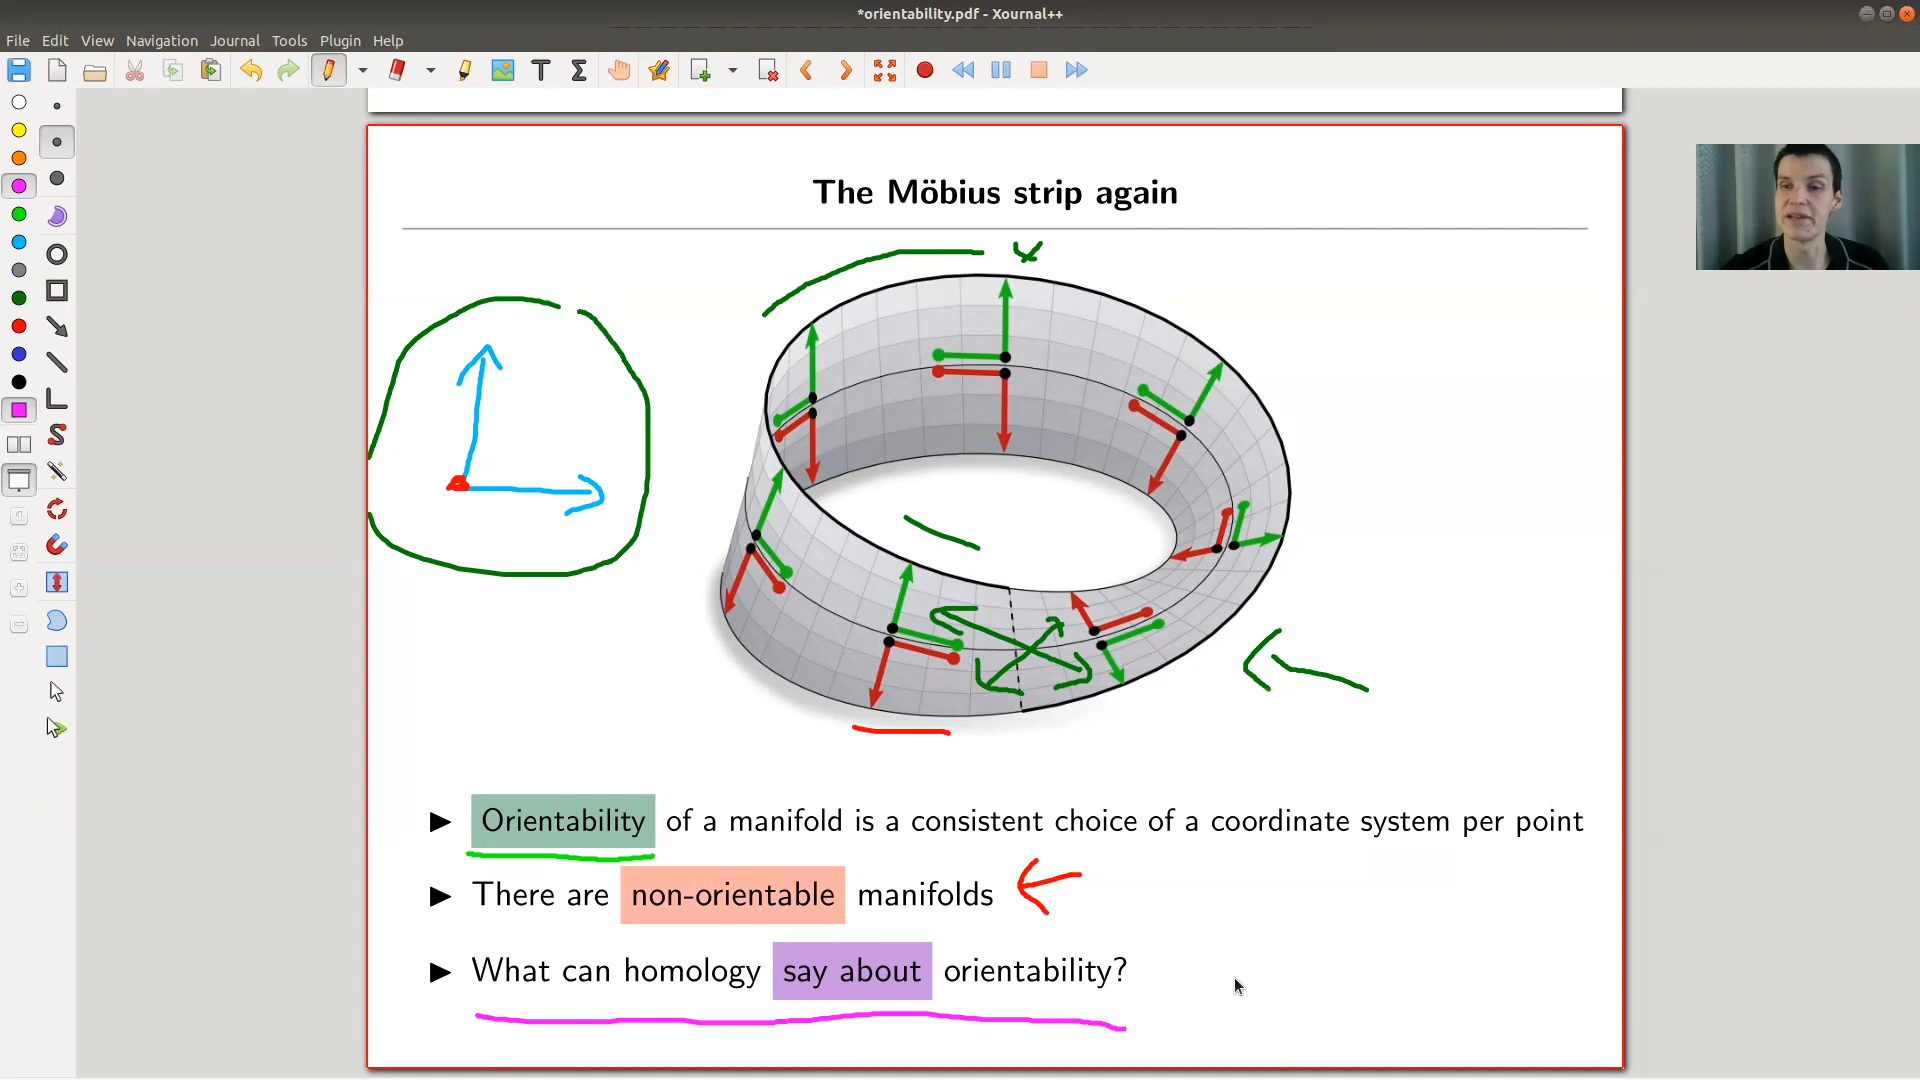 *orientability.pdf - Xournal++
File Edit View Navigation Journal Tools Plugin Help
The Möbius strip again
▶ Orientability of a manifold is a consistent choice of a coordinate system per point
▶ There are non-orientable manifolds
▶ What can homology say about orientability?